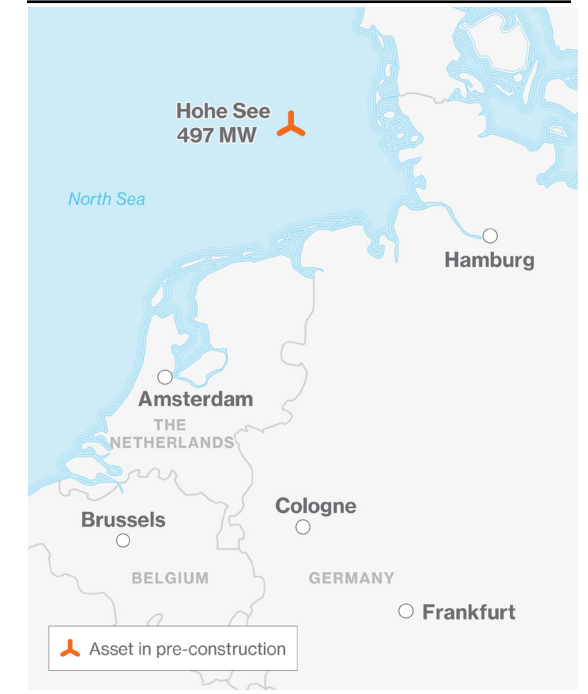 Hohe See
497 MW
North Sea
Hamburg
Amsterdam
THE
NETHERLANDS
Cologne
Brussels
BELGIUM
GERMANY
Frankfurt
Asset in pre-construction